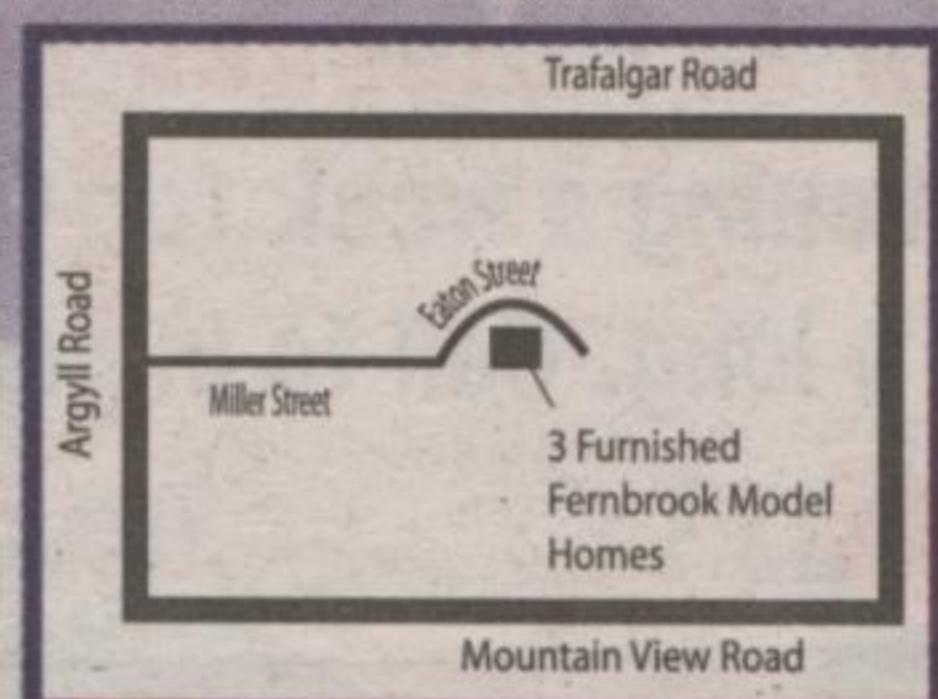 Trafalgar Road
Argyll Road
Eaton Street
Miller Street
3 Furnished
Fernbrook Model
Homes
Mountain View Road